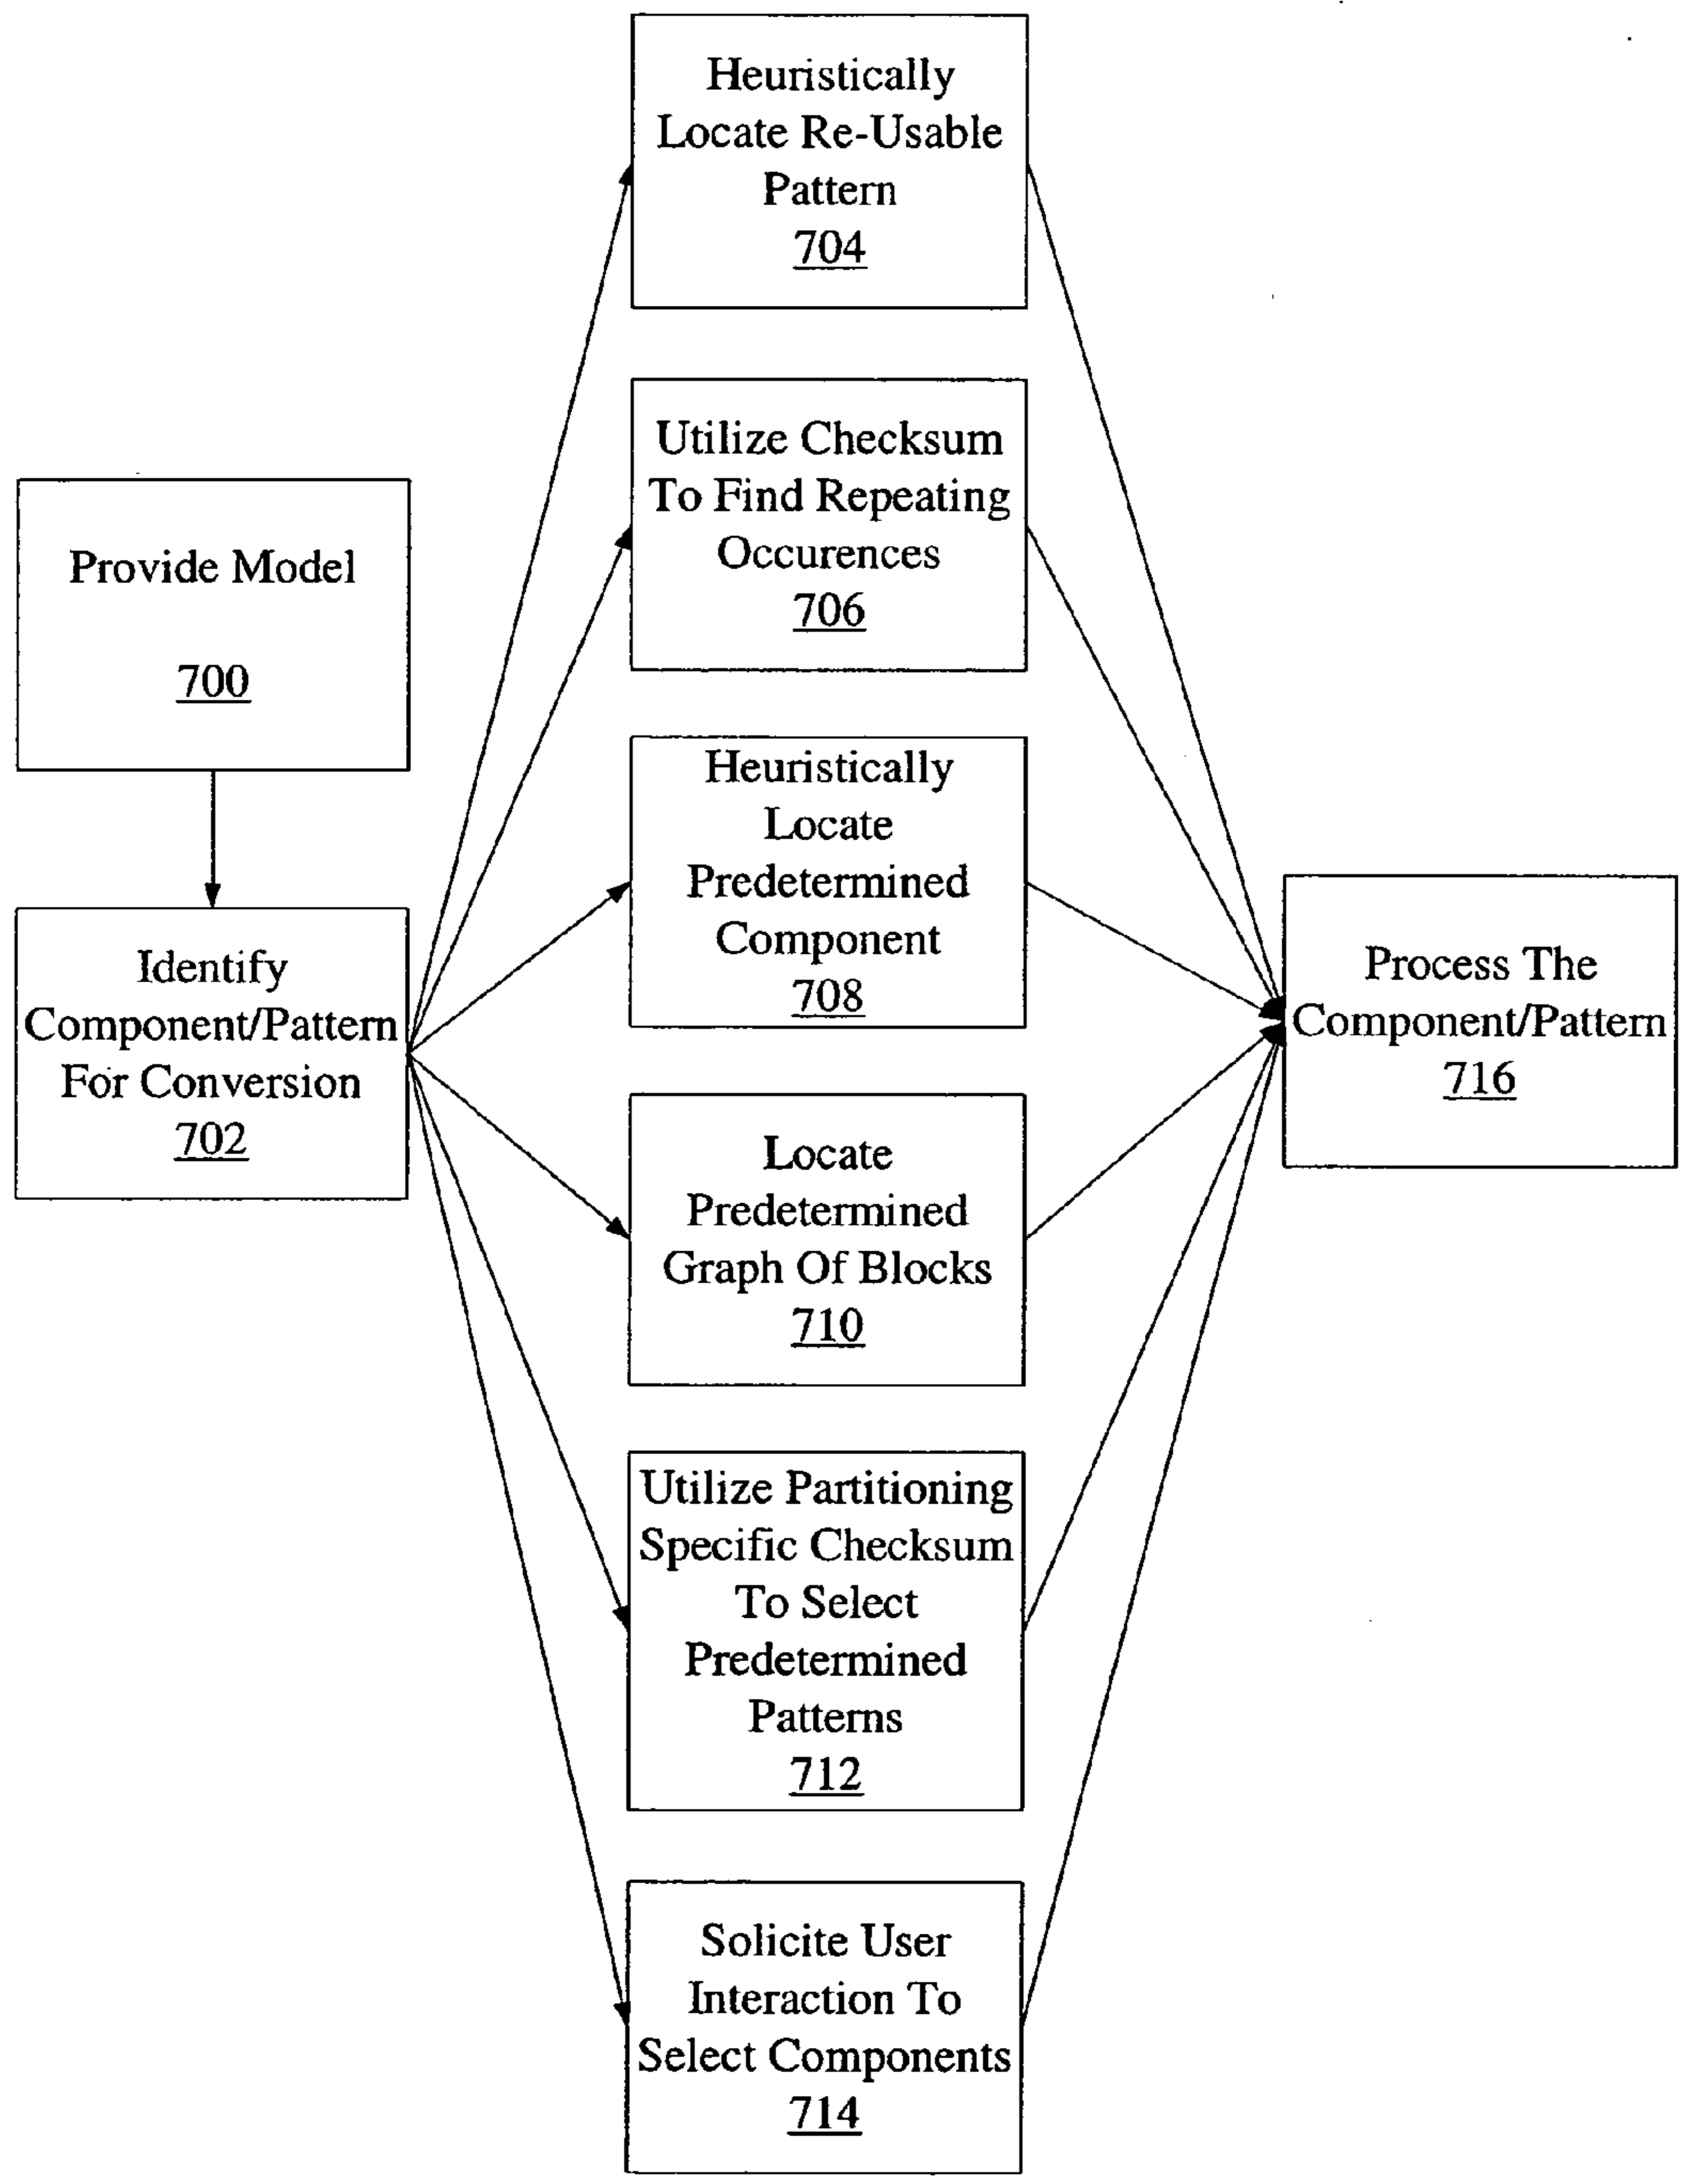 Provide Model
700
Identify
Component/Pattern
For Conversion
702
Heuristically
Locate Re-Usable
Pattern
704
Utilize Checksum
To Find Repeating
Occurences
706
Heuristically
Locate
Predetermined
Component
708
Locate
Predetermined
Graph Of Blocks
710
Utilize Partitioning
Specific Checksum
To Select
Predetermined
Patterns
712
Solicite User
Interaction To
Select Components
714
Process The
Component/Pattern
716